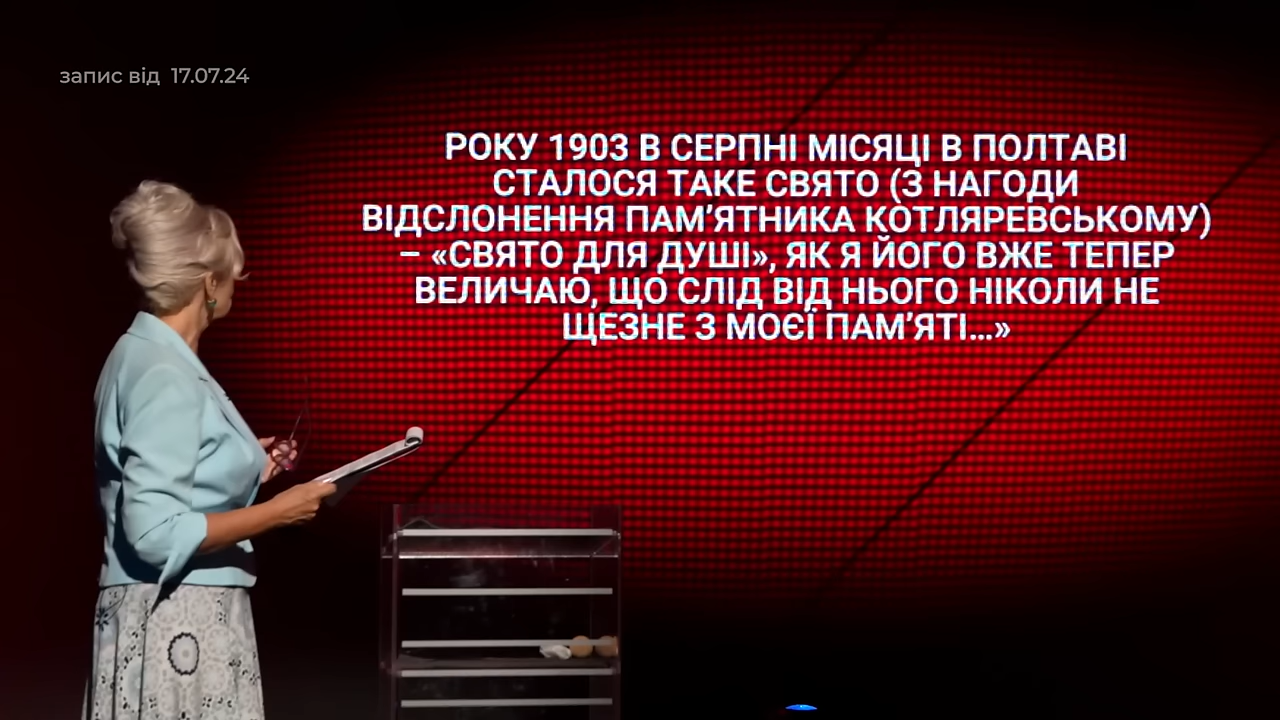 запис від 17.07.24
РОКУ 1903 В СЕРПНІ МІСЯЦІ В ПОЛТАВІ
СТАЛОСЯ ТАКЕ СВЯТО (З НАГОДИ
ВІДСЛОНЕННЯ ПАМ’ЯТНИКА КОТЛЯРЕВСЬКОМУ)
– «СВЯТО ДЛЯ ДУШІ», ЯК Я ЙОГО ВЖЕ ТЕПЕР
ВЕЛИЧАЮ, ЩО СЛІД ВІД НЬОГО НІКОЛИ НЕ
ЩЕЗНЕ З МОЄЇ ПАМ’ЯТІ...»